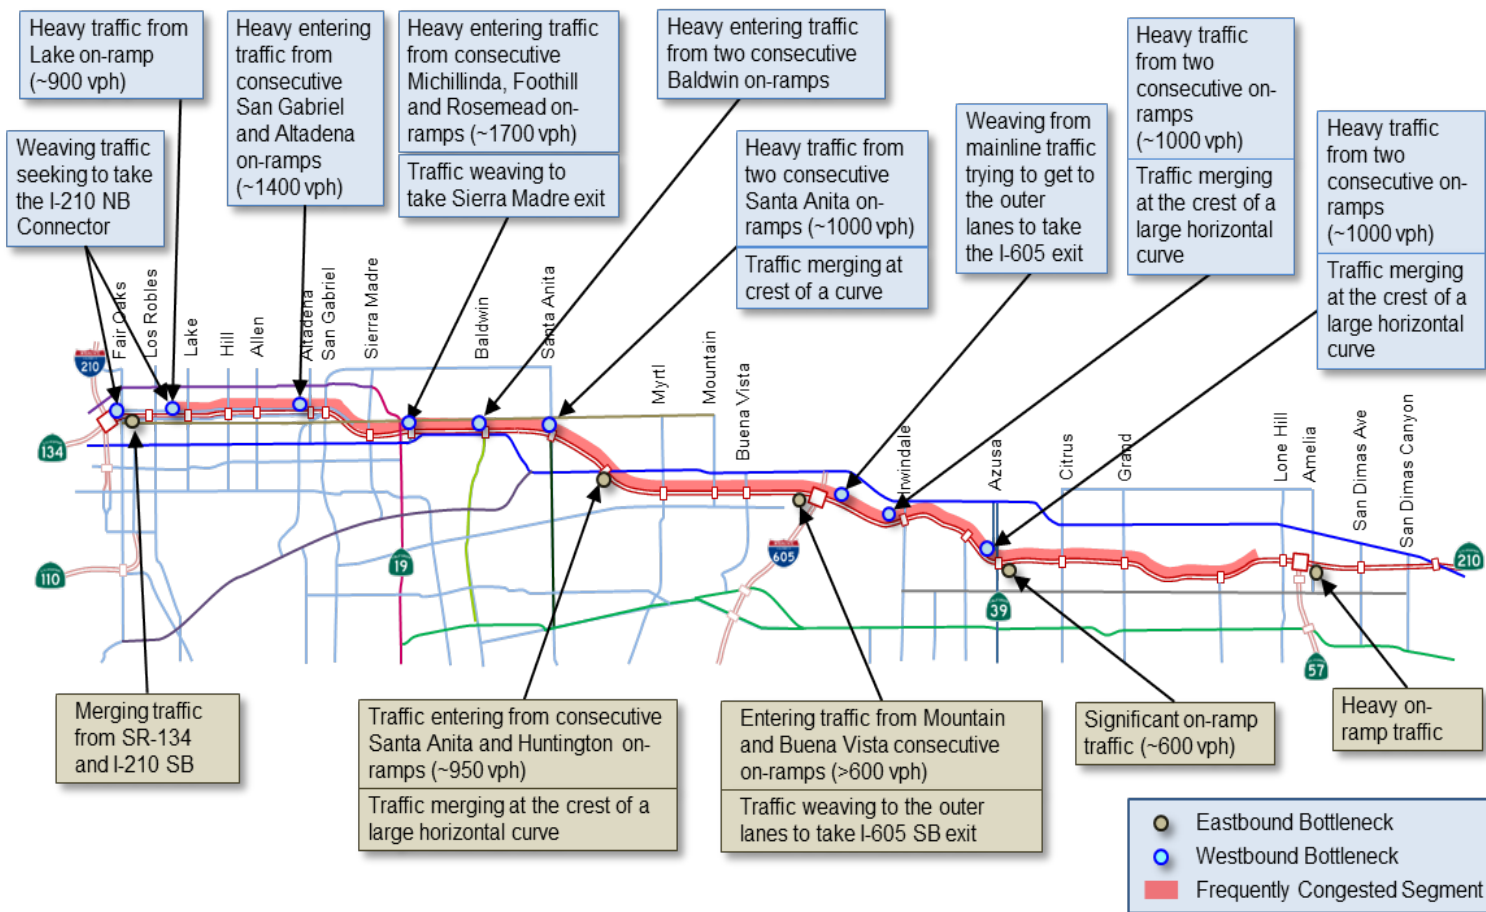 Heavy traffic from
Lake on-ramp
(~900 vph)
Heavy entering
traffic from
consecutive
San Gabriel
and Altadena
on-ramps
(~1400 vph)
Heavy entering traffic
from consecutive
Michillinda, Foothill
and Rosemead on-
ramps (~1700 vph)
Traffic weaving to
take Sierra Madre exit
Heavy entering traffic
from two consecutive
Baldwin on-ramps
Heavy traffic from
two consecutive
Santa Anita on-
ramps (~1000 vph)
Traffic merging at
crest of a curve
Weaving from
mainline traffic
trying to get to
the outer
lanes to take
the I-605 exit
Heavy traffic
from two
consecutive on-
ramps
(~1000 vph)
Traffic merging
at the crest of a
large horizontal
curve
Heavy traffic
from two
consecutive on-
ramps
(~1000 vph)
Traffic merging
at the crest of a
large horizontal
curve
Weaving traffic
seeking to take
the I-210 NB
Connector
Fair Oaks
Los Robles
Lake
Hill
Allen
Altadena
San Gabriel
Sierra Madre
Baldwin
Santa Anita
Myrtl
Mountain
Buena Vista
Irwindale
Azusa
Citrus
Grand
Lone Hill
Amelia
San Dimas Ave
San Dimas Canyon
210
134
110
19
605
39
57
210
Merging traffic
from SR-134
and I-210 SB
Traffic entering from consecutive
Santa Anita and Huntington on-
ramps (~950 vph)
Traffic merging at the crest of a
large horizontal curve
Entering traffic from Mountain
and Buena Vista consecutive
on-ramps (>600 vph)
Traffic weaving to the outer
lanes to take I-605 SB exit
Significant on-ramp
traffic (~600 vph)
Heavy on-
ramp traffic
Eastbound Bottleneck
Westbound Bottleneck
Frequently Congested Segment